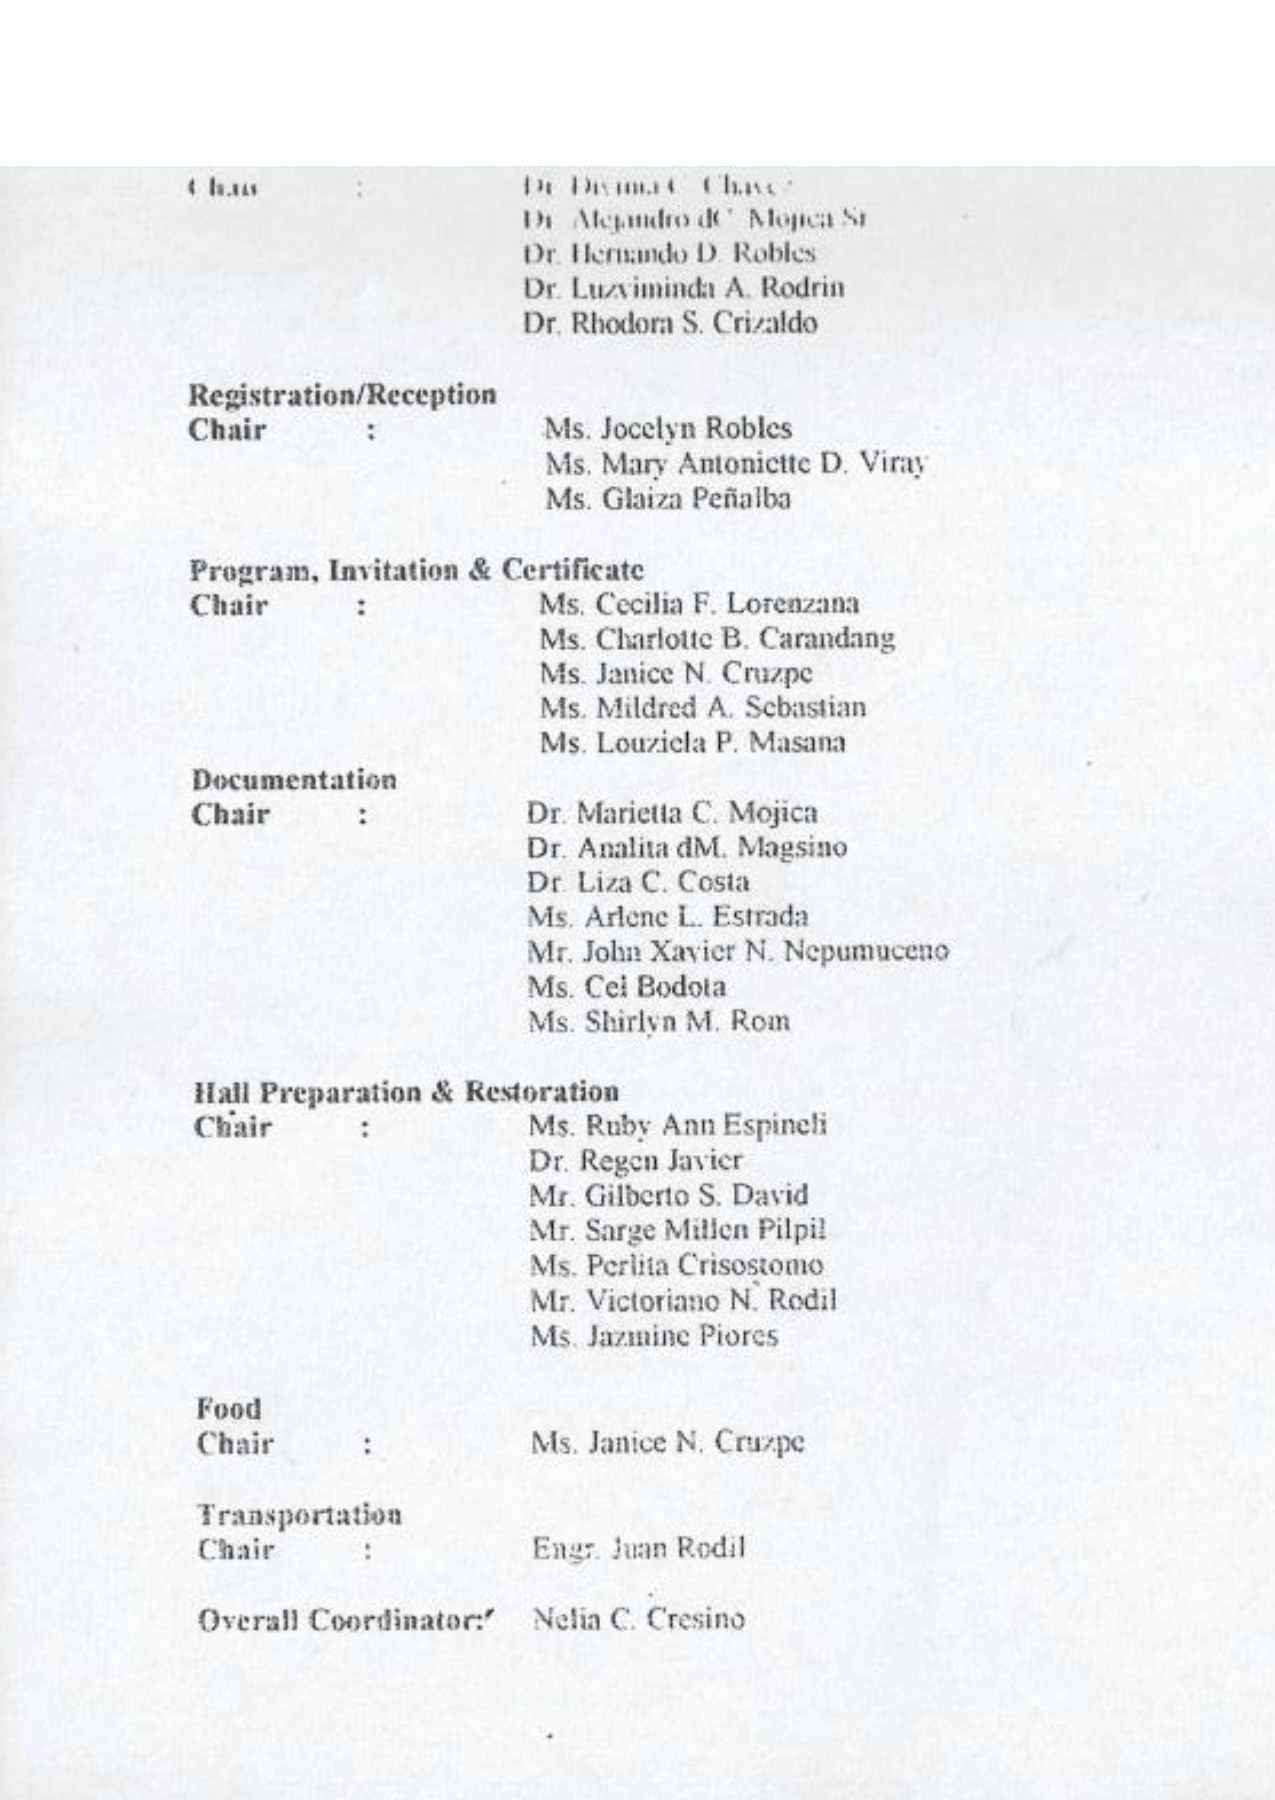 Chair :
Dr. Alejandro dC. Mojica Sr
Dr. Hernando D. Robles
Dr. Luzviminda A. Rodrin
Dr. Rhodora S. Crizaldo
Registration/Reception
Chair : Ms. Jocelyn Robles
Ms. Mary Antoniette D. Viray
Ms. Glaiza Peñalba
Program, Invitation & Certificate
Chair : Ms. Cecilia F. Lorenzana
Ms. Charlotte B. Carandang
Ms. Janice N. Cruzpe
Ms. Mildred A. Sebastian
Ms. Louziela P. Masana
Documentation
Chair : Dr. Marietta C. Mojica
Dr. Analita dM. Magsino
Dr. Liza C. Costa
Ms. Arlene L. Estrada
Mr. John Xavier N. Nepumuceno
Ms. Cei Bodota
Ms. Shirlyn M. Rom
Hall Preparation & Restoration
Chair : Ms. Ruby Ann Espineli
Dr. Regen Javier
Mr. Gilberto S. David
Mr. Sarge Millen Pilpil
Ms. Perlita Crisostomo
Mr. Victoriano N. Rodil
Ms. Jazmine Piores
Food
Chair : Ms. Janice N. Cruzpe
Transportation
Chair : Engr. Juan Rodil
Overall Coordinator: Nelia C. Cresino